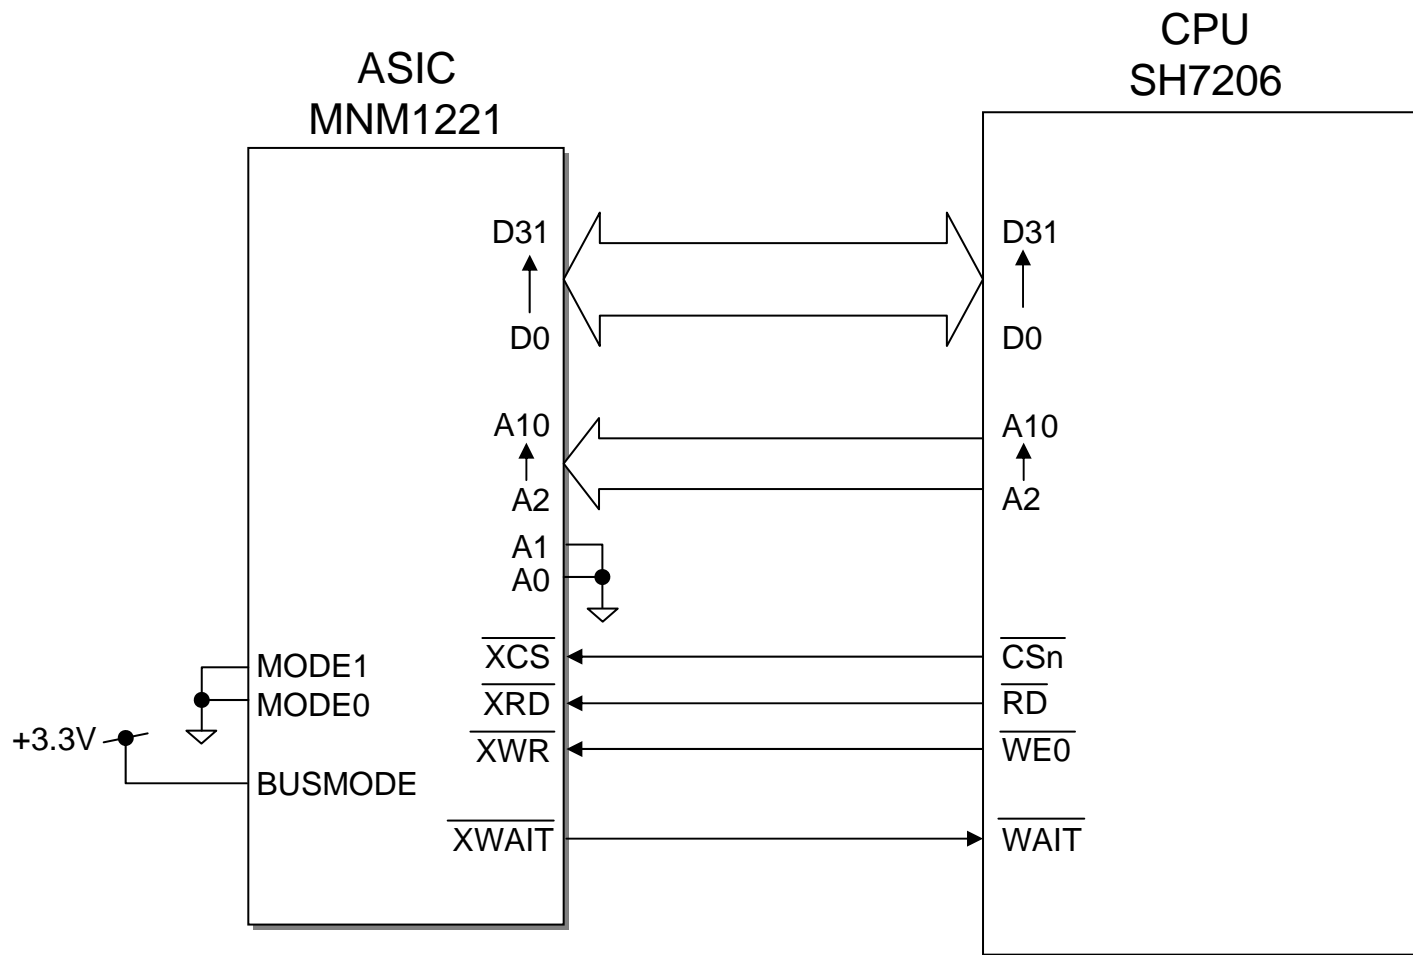 ASIC
MNM1221
CPU
SH7206
D31
D0
A10
A2
A1
A0
XCS
XRD
XWR
XWAIT
MODE1
MODE0
+3.3V
BUSMODE
D31
D0
A10
A2
CSn
RD
WE0
WAIT